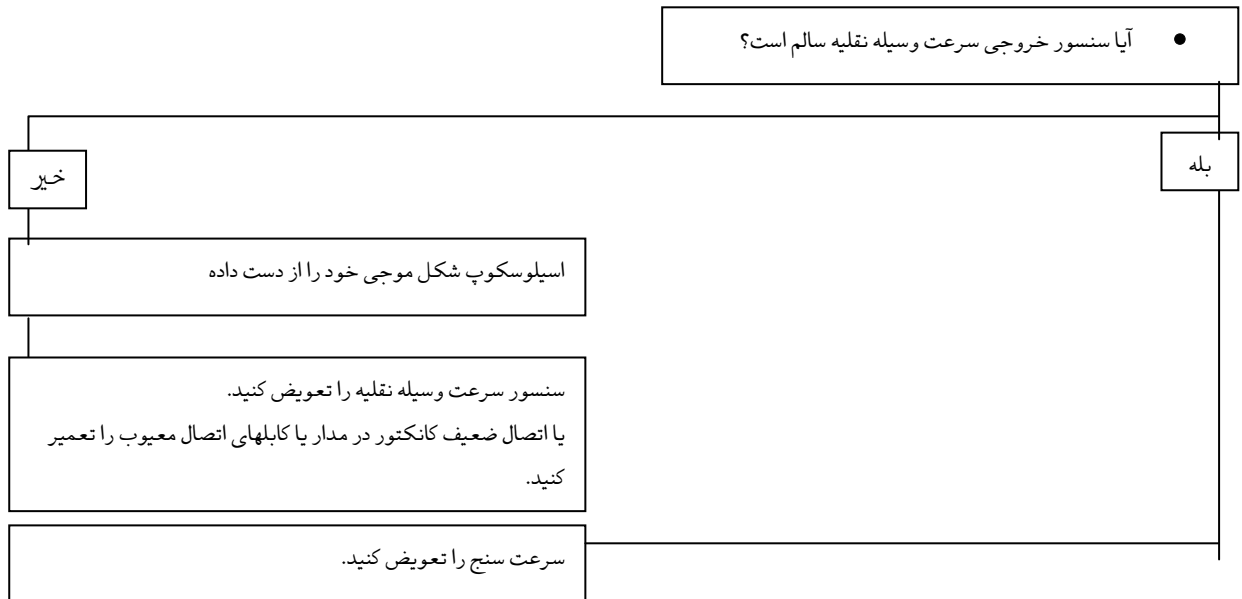 • آیا سنسور خروجی سرعت وسیله نقلیه سالم است؟
بله
خیر
اسیلوسکوپ شکل موجی خود را از دست داده
سنسور سرعت وسیله نقلیه را تعویض کنید.
یا اتصال ضعیف کانکتور در مدار یا کابلهای اتصال معیوب را تعمیر
کنید.
سرعت سنج را تعویض کنید.